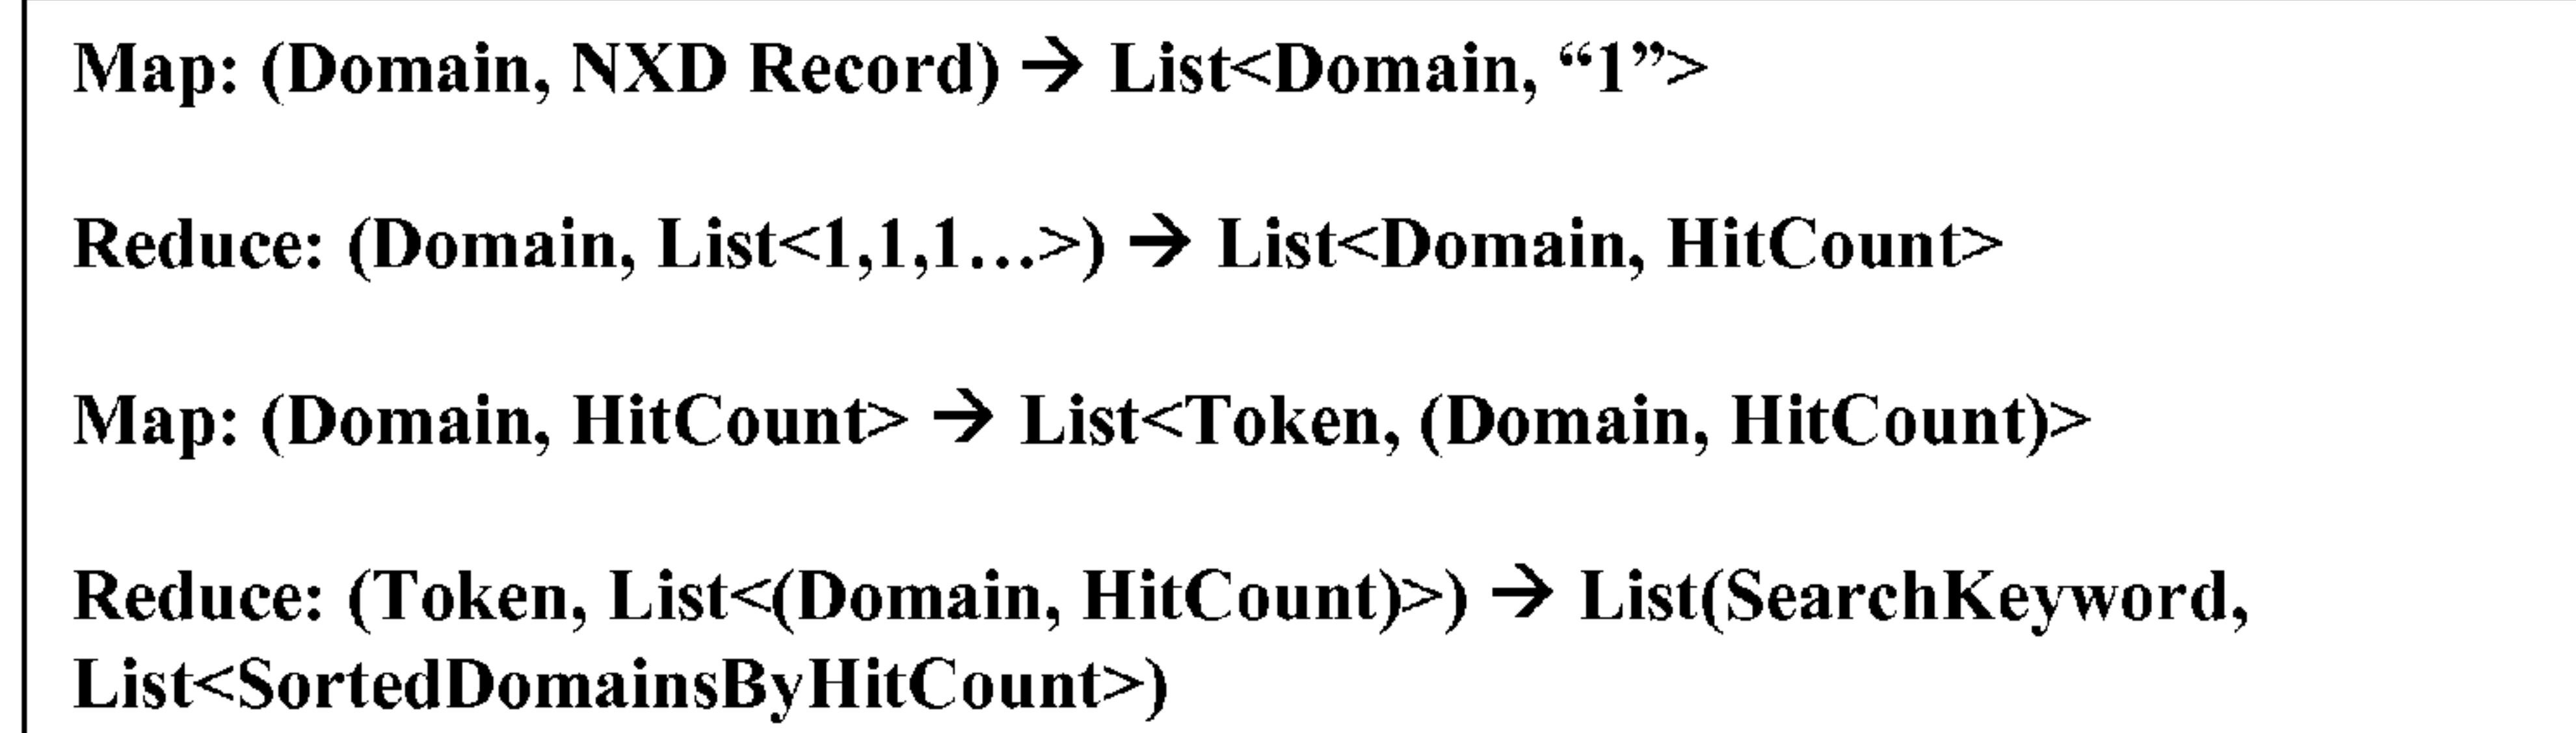 Map: (Domain, NXD Record) → List<Domain, “1”>
Reduce: (Domain, List<1,1,1...>) → List<Domain, HitCount>
Map: (Domain, HitCount> → List<Token, (Domain, HitCount)>
Reduce: (Token, List<(Domain, HitCount)>) → List(SearchKeyword,
List<SortedDomainsByHitCount>)